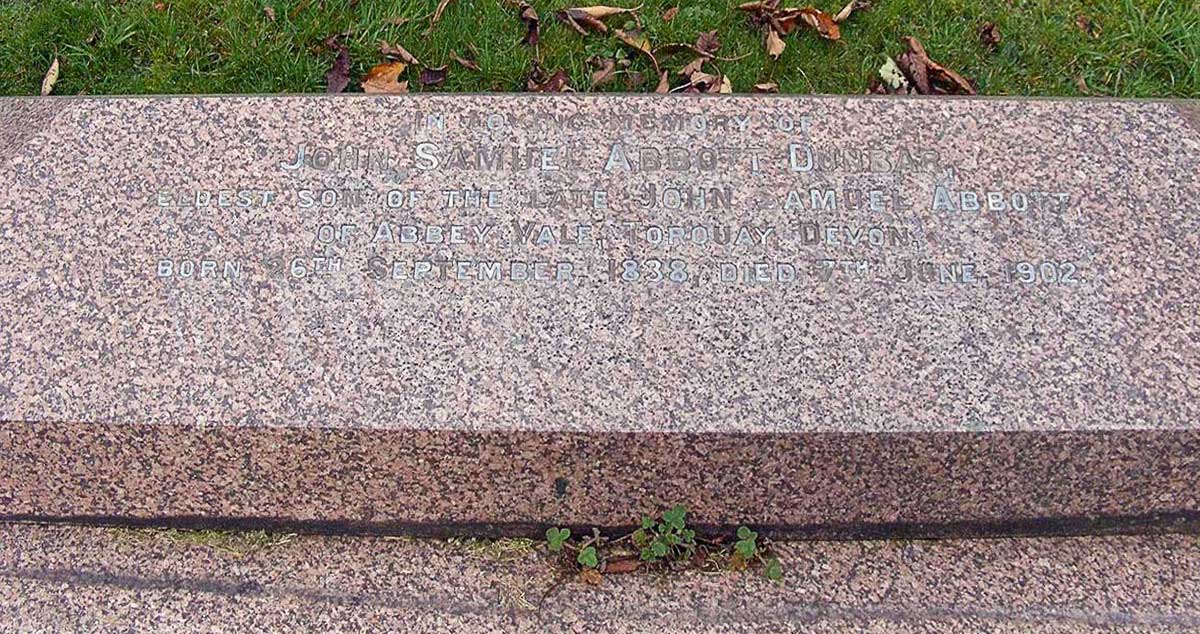 IN LOVING MEMORY OF
JOHN SAMUEL ABBOTT DUNBAR,
ELDEST SON OF THE LATE JOHN SAMUEL ABBOTT
OF ABBEY VALE, TORQUAY, DEVON,
BORN 26TH SEPTEMBER 1838, DIED 7TH JUNE 1902.